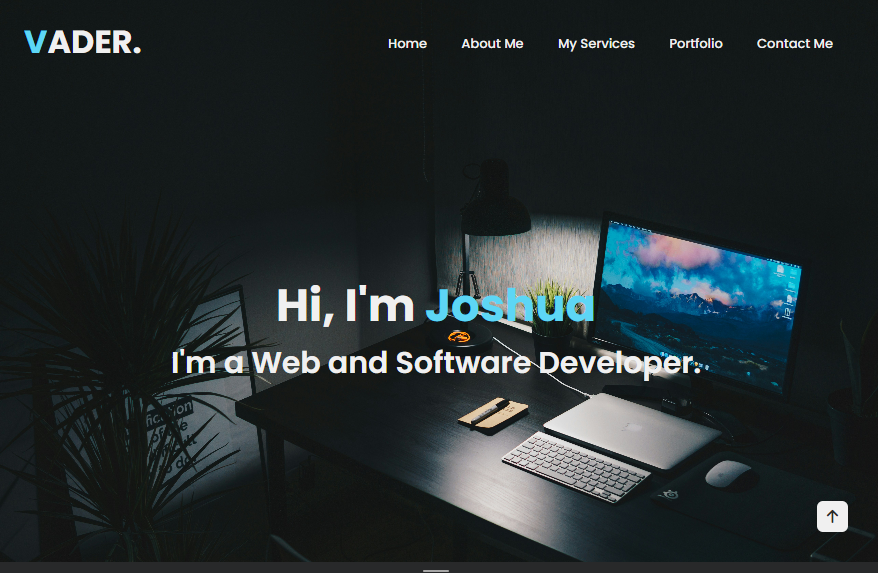 VADER.
Home About Me My Services Portfolio Contact Me
Hi, I'm Joshua
I'm a Web and Software Developer.